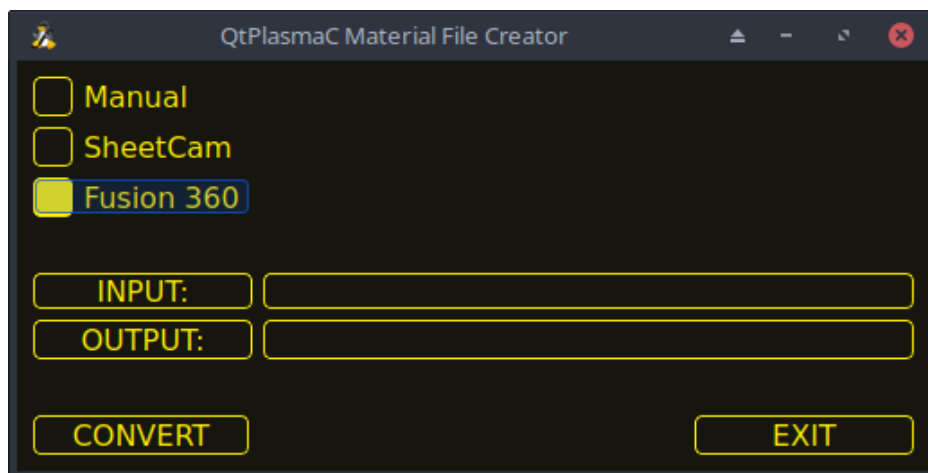 QtPlasmaC Material File Creator
Manual
SheetCam
Fusion 360
INPUT:
OUTPUT:
CONVERT EXIT